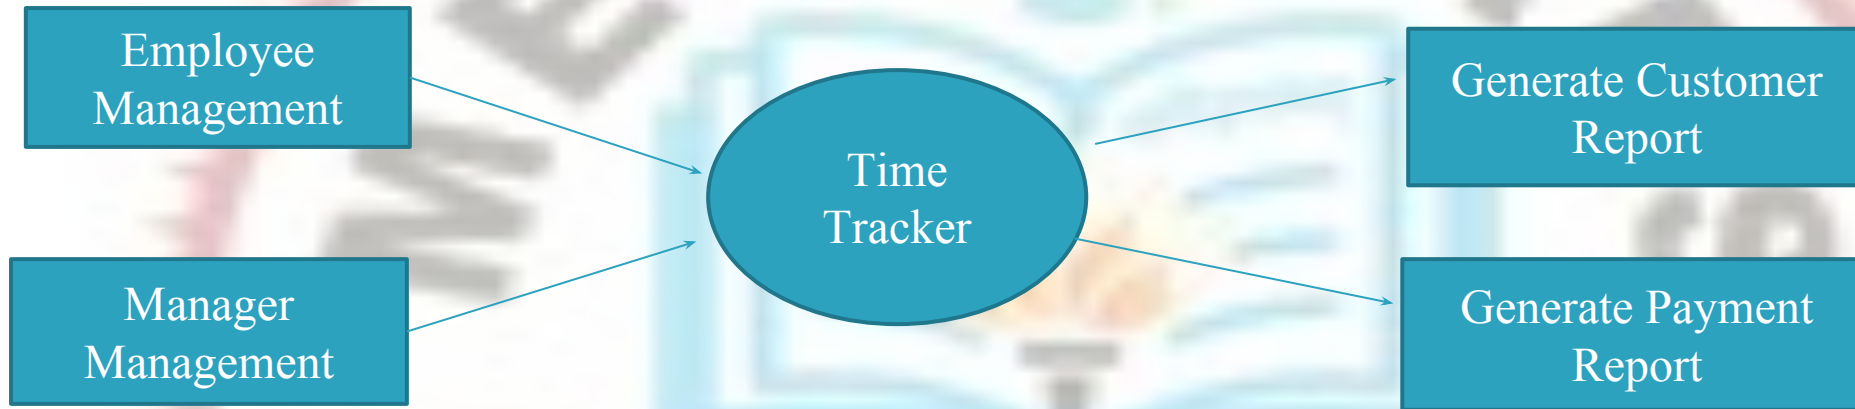 Employee
Management
Manager
Management
Time
Tracker
Generate Customer
Report
Generate Payment
Report